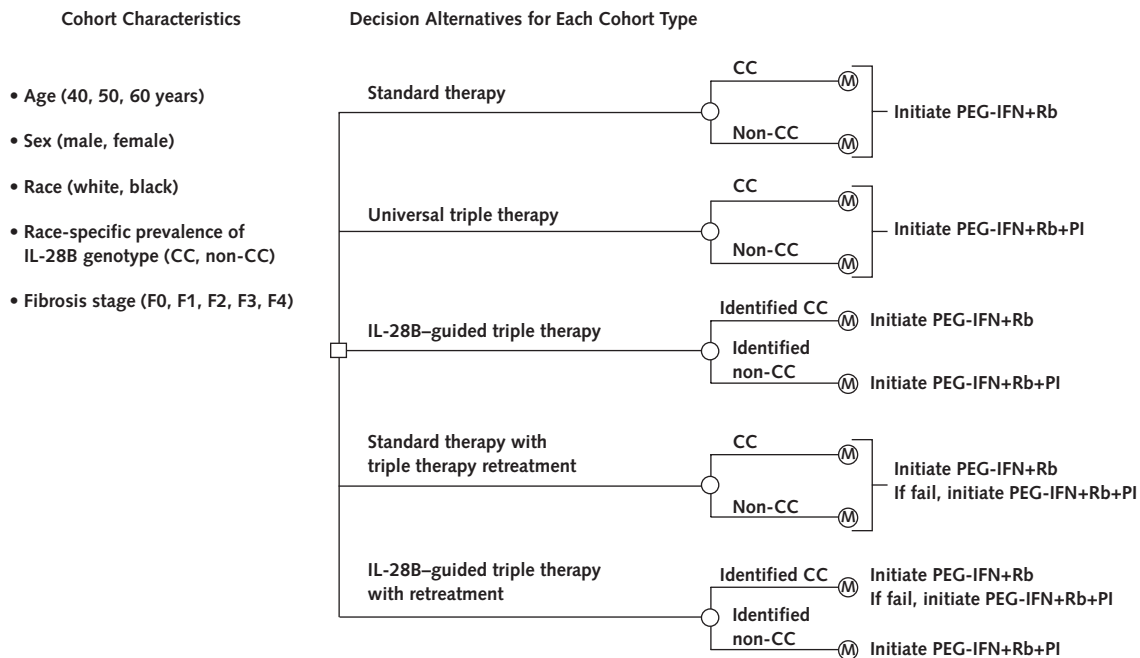 Cohort Characteristics
• Age (40, 50, 60 years)
• Sex (male, female)
• Race (white, black)
• Race-specific prevalence of
IL-28B genotype (CC, non-CC)
• Fibrosis stage (F0, F1, F2, F3, F4)
Decision Alternatives for Each Cohort Type
Standard therapy
CC
M
Non-CC
M
Initiate PEG-IFN+Rb
Universal triple therapy
CC
M
Non-CC
M
Initiate PEG-IFN+Rb+PI
IL-28B–guided triple therapy
Identified CC
M
Initiate PEG-IFN+Rb
Identified
non-CC
M
Initiate PEG-IFN+Rb+PI
Standard therapy with
triple therapy retreatment
CC
M
Non-CC
M
Initiate PEG-IFN+Rb
If fail, initiate PEG-IFN+Rb+PI
IL-28B–guided triple therapy
with retreatment
Identified CC
M
Initiate PEG-IFN+Rb
If fail, initiate PEG-IFN+Rb+PI
Identified
non-CC
M
Initiate PEG-IFN+Rb+PI